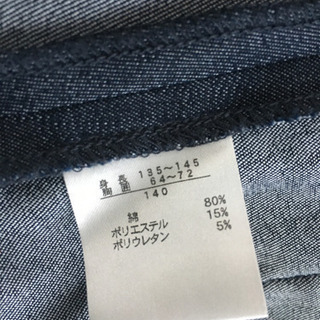 身長 135~145
胸囲 64~72
140
綿 80%
ポリエステル 15%
ポリウレタン 5%